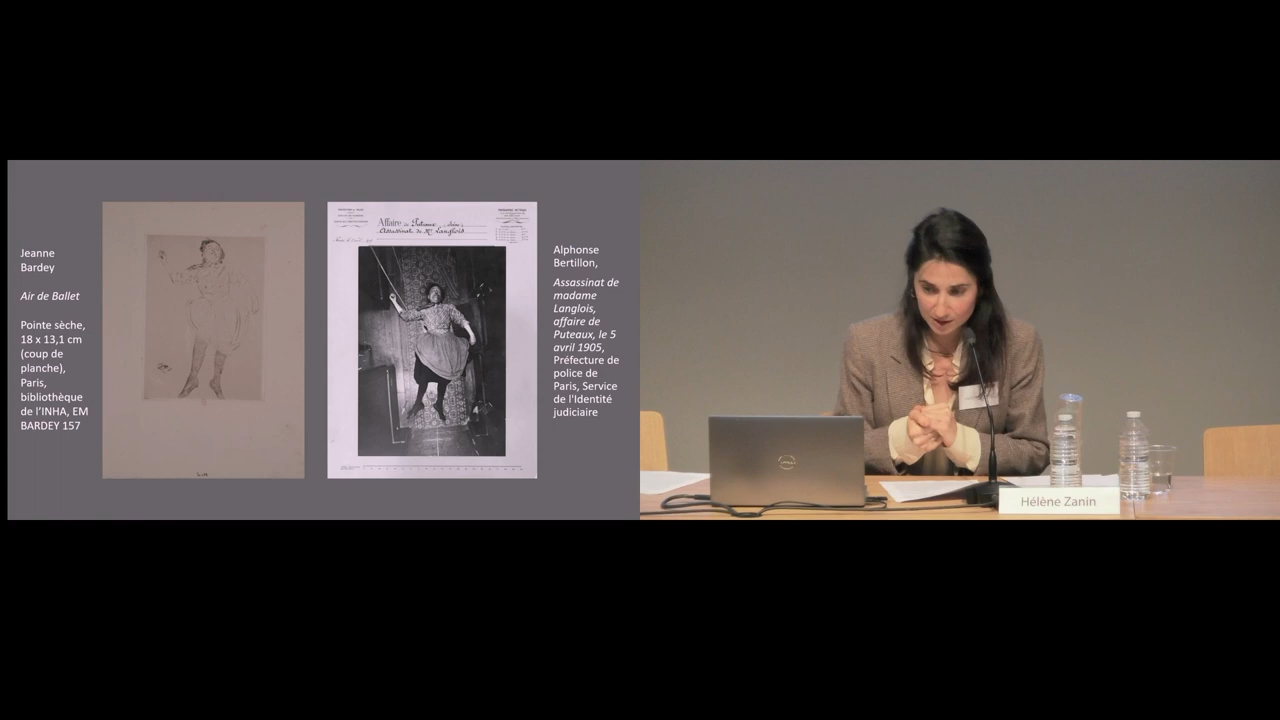 Jeanne
Bardey
Air de Ballet
Pointe sèche,
18 x 13,1 cm
(coup de
planche),
Paris,
bibliothèque
de l'INHA, EM
BARDEY 157
Affaire de Puteaux, Seine.
Assassinat de Mme Langlois
Alphonse
Bertillon,
Assassinat de
madame
Langlois,
affaire de
Puteaux, le 5
avril 1905,
Préfecture de
police de
Paris, Service
de l'Identité
judiciaire
Hélène Zanin